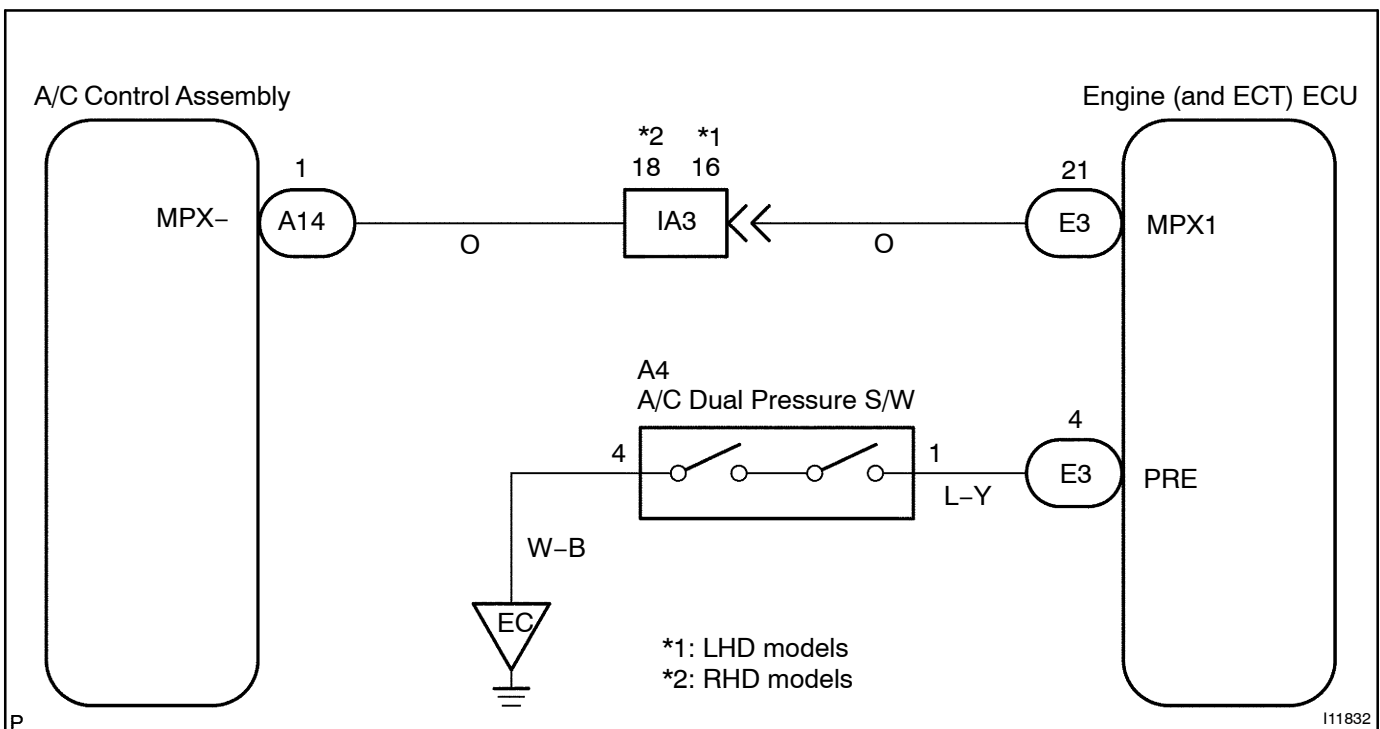 A/C Control Assembly
Engine (and ECT) ECU
*2 *1
18 16
1
21
MPX−
A14
IA3
E3
MPX1
O
O
A4
A/C Dual Pressure S/W
4
4
1
E3
PRE
L−Y
W−B
EC
*1: LHD models
*2: RHD models
P
I11832